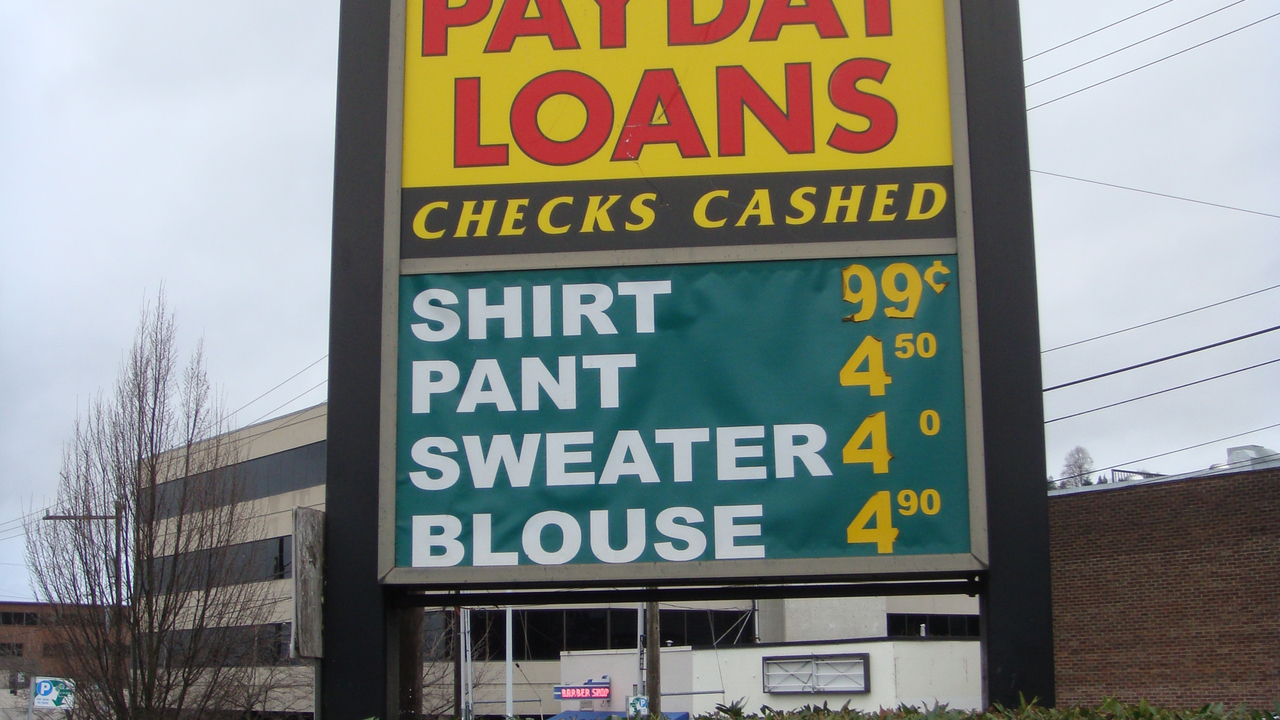 PAYDAY
LOANS
CHECKS CASHED
SHIRT 99¢
PANT 4 50
SWEATER 4 0
BLOUSE 4 90
BARBER SHOP
P